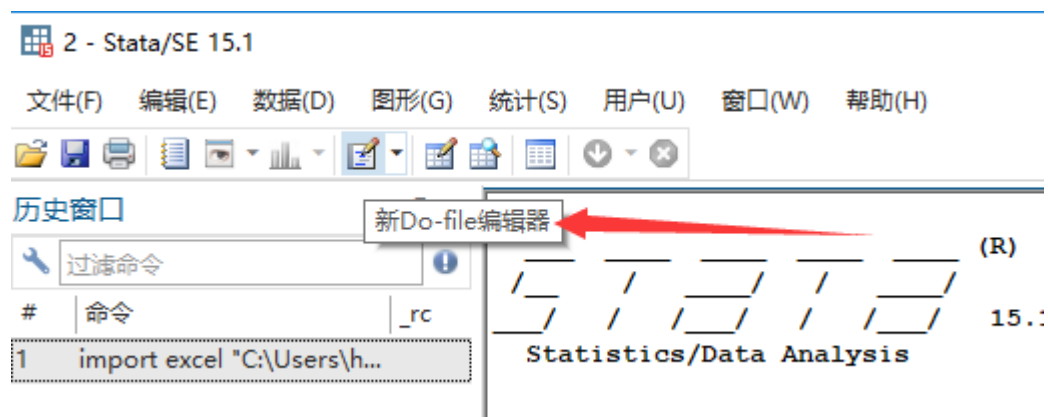 2 - Stata/SE 15.1
文件(F) 编辑(E) 数据(D) 图形(G) 统计(S) 用户(U) 窗口(W) 帮助(H)
历史窗口
新Do-file编辑器
过滤命令
(R)
# 命令 _rc
STATA 15.1
1 import excel "C:\Users\h...
Statistics/Data Analysis